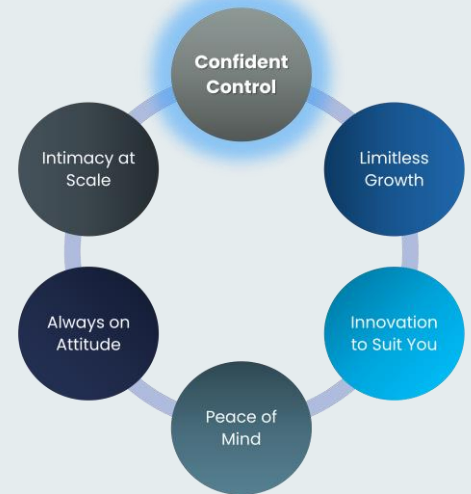 Confident
Control
Limitless
Growth
Innovation
to Suit You
Peace of
Mind
Always on
Attitude
Intimacy at
Scale